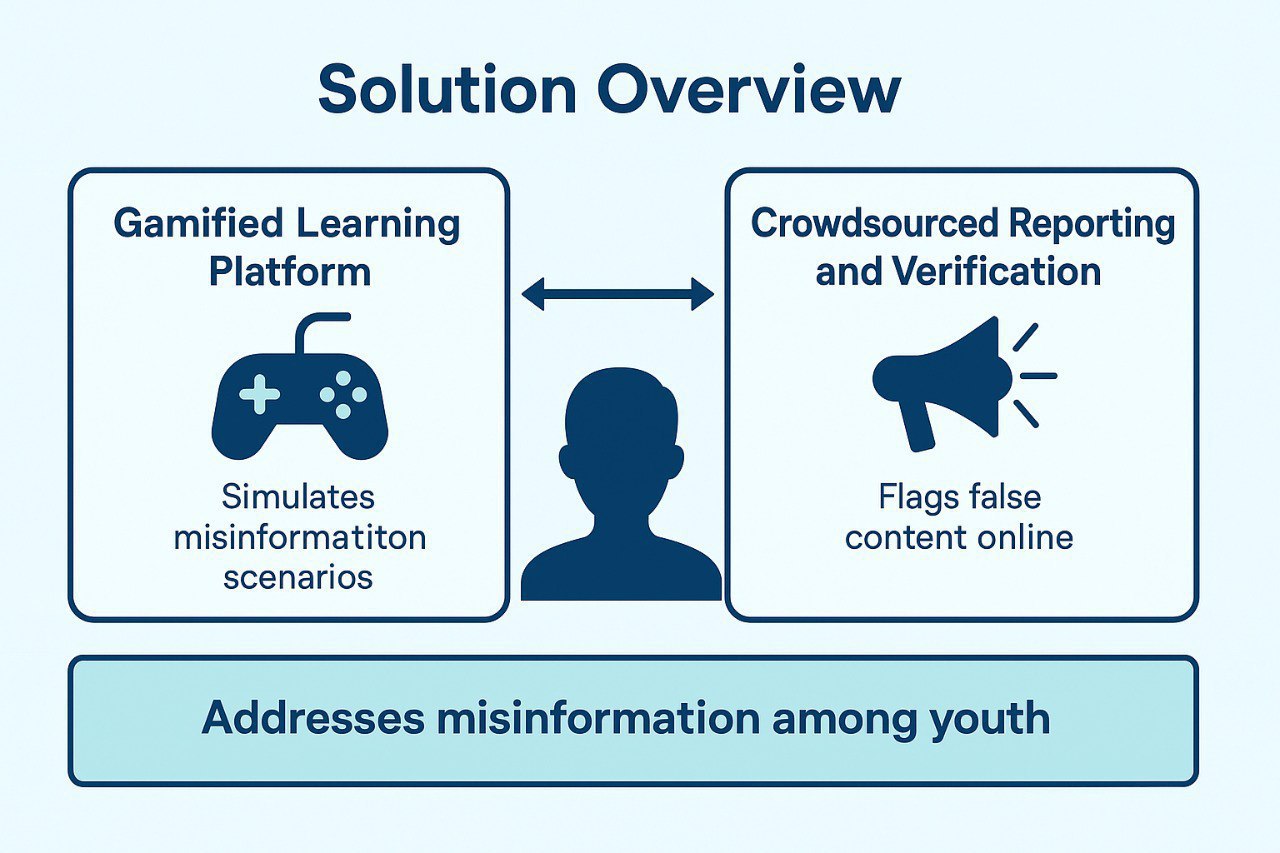 Solution Overview
Gamified Learning
Platform
Simulates
misinformatiton
scenarios
Crowdsourced Reporting
and Verification
Flags false
content online
Addresses misinformation among youth